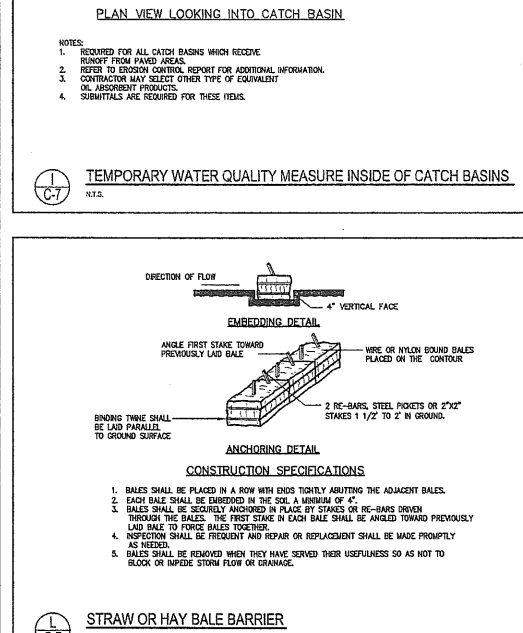 PLAN VIEW LOOKING INTO CATCH BASIN
NOTES:
1. REQUIRED FOR ALL CATCH BASINS WHICH RECEIVE
RUNOFF FROM PAVED AREAS.
2. REFER TO EROSION CONTROL REPORT FOR ADDITIONAL INFORMATION.
3. CONTRACTOR MAY SELECT OTHER TYPE OF EQUIVALENT
OIL ABSORBENT PRODUCTS.
4. SUBMITTALS ARE REQUIRED FOR THESE ITEMS.
I
C-7
TEMPORARY WATER QUALITY MEASURE INSIDE OF CATCH BASINS
N.T.S.
DIRECTION OF FLOW
4" VERTICAL FACE
EMBEDDING DETAIL
ANGLE FIRST STAKE TOWARD
PREVIOUSLY LAID BALE
WIRE OR NYLON BOUND BALES
PLACED ON THE CONTOUR
2 RE-BARS, STEEL PICKETS OR 2"X2"
STAKES 1 1/2' TO 2' IN GROUND.
BINDING TWINE SHALL
BE LAID PARALLEL
TO GROUND SURFACE
ANCHORING DETAIL
CONSTRUCTION SPECIFICATIONS
1. BALES SHALL BE PLACED IN A ROW WITH ENDS TIGHTLY ABUTTING THE ADJACENT BALES.
2. EACH BALE SHALL BE EMBEDDED IN THE SOIL A MINIMUM OF 4".
3. BALES SHALL BE SECURELY ANCHORED IN PLACE BY STAKES OR RE-BARS DRIVEN
THROUGH THE BALES. THE FIRST STAKE IN EACH BALE SHALL BE ANGLED TOWARD PREVIOUSLY
LAID BALE TO FORCE BALES TOGETHER.
4. INSPECTION SHALL BE FREQUENT AND REPAIR OR REPLACEMENT SHALL BE MADE PROMPTLY
AS NEEDED.
5. BALES SHALL BE REMOVED WHEN THEY HAVE SERVED THEIR USEFULNESS SO AS NOT TO
BLOCK OR IMPEDE STORM FLOW OR DRAINAGE.
L
STRAW OR HAY BALE BARRIER